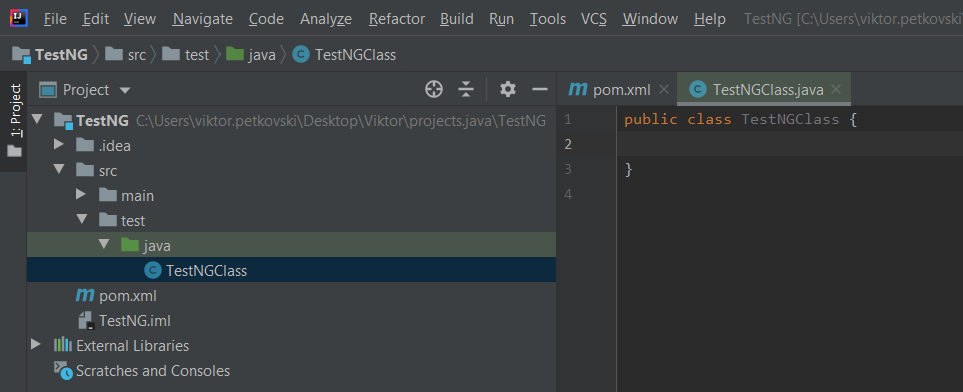 File Edit View Navigate Code Analyze Refactor Build Run Tools VCS Window Help TestNG [C:\Users\viktor.petkovski\
TestNG src test java TestNGClass
1: Project
Project
TestNG C:\Users\viktor.petkovski\Desktop\Viktor\projects.java\TestNG
.idea
src
main
test
java
TestNGClass
pom.xml
TestNG.iml
External Libraries
Scratches and Consoles
pom.xml TestNGClass.java
1 public class TestNGClass {
2
3 }
4